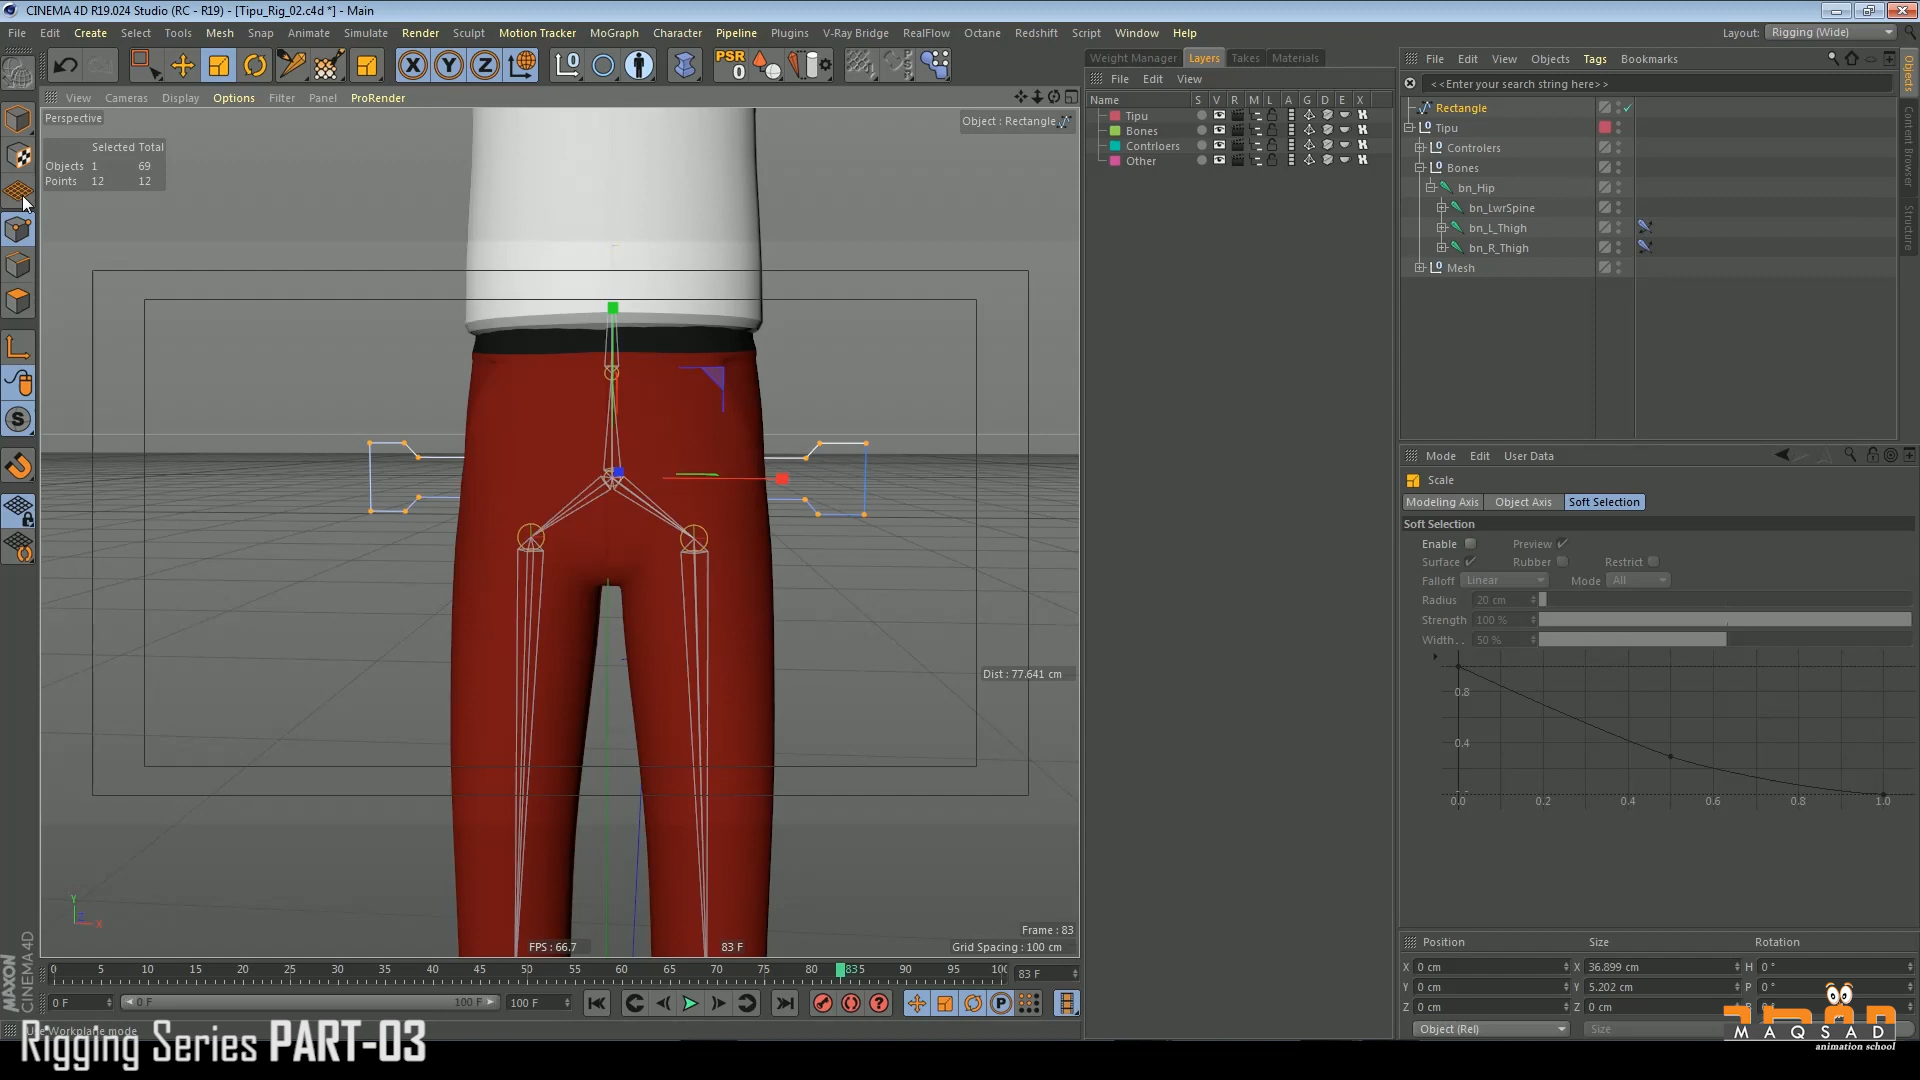 CINEMA 4D R19.024 Studio (RC - R19) - [Tipu_Rig_02.c4d *] - Main
File Edit Create Select Tools Mesh Snap Animate Simulate Render Sculpt Motion Tracker MoGraph Character Pipeline Plugins V-Ray Bridge RealFlow Octane Redshift Script Window Help
Layout: Rigging (Wide)
PSR
0
View Cameras Display Options Filter Panel ProRender
Perspective
Object : Rectangle
Selected Total
Objects 1 69
Points 12 12
Dist : 77.641 cm
Frame : 83
FPS : 66.7
83 F
Grid Spacing : 100 cm
Y
X
0 5 10 15 20 25 30 35 40 45 50 55 60 65 70 75 80 835 90 95 100
83 F
0 F
0 F
100 F
100 F
Workplane mode
MAXON
CINEMA 4D
Rigging Series PART-03
Weight Manager Layers Takes Materials
File Edit View
Name S V R M L A G D E X
Tipu
Bones
Contrloers
Other
File Edit View Objects Tags Bookmarks
<<Enter your search string here>>
Rectangle
Tipu
Controlers
Bones
bn_Hip
bn_LwrSpine
bn_L_Thigh
bn_R_Thigh
Mesh
Objects
Content Browser
Structure
Mode Edit User Data
Scale
Modeling Axis Object Axis Soft Selection
Soft Selection
Enable Preview
Surface Rubber Restrict
Falloff Linear Mode All
Radius 20 cm
Strength 100 %
Width . . 50 %
0.8
0.4
0.0 0.2 0.4 0.6 0.8 1.0
Position Size Rotation
X 0 cm X 36.899 cm H 0 °
Y 0 cm Y 5.202 cm P 0 °
Z 0 cm Z 0 cm
Object (Rel) Size
MAQSAD
animation school